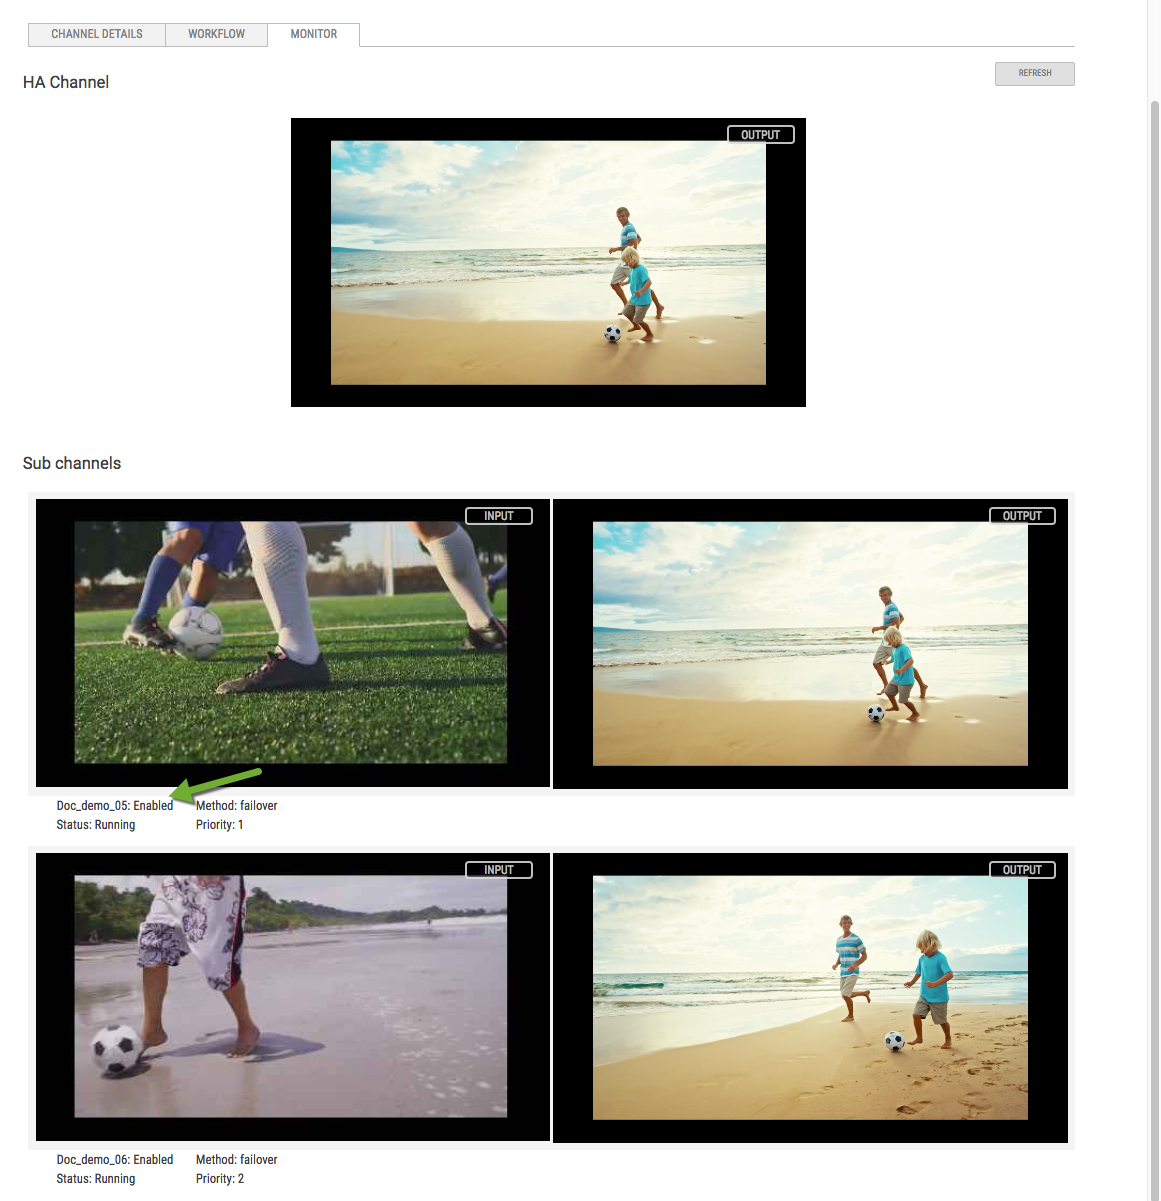 CHANNEL DETAILS WORKFLOW MONITOR
HA Channel REFRESH
OUTPUT
Sub channels
INPUT OUTPUT
Doc_demo_05: Enabled Method: failover
Status: Running Priority: 1
INPUT OUTPUT
Doc_demo_06: Enabled Method: failover
Status: Running Priority: 2